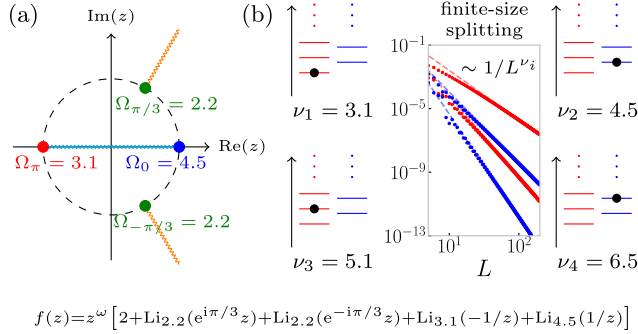 (a)
Im(z)
Ω_{π/3} = 2.2
Re(z)
Ω_π = 3.1
Ω_0 = 4.5
Ω_{−π/3} = 2.2
(b)
finite-size
splitting
∼ 1/L^{ν_i}
10^{−1}
10^{−5}
10^{−9}
10^{−13}
10^1
10^2
L
ν_1 = 3.1
ν_2 = 4.5
ν_3 = 5.1
ν_4 = 6.5
f(z)=z^ω[2+Li_{2.2}(e^{iπ/3}z)+Li_{2.2}(e^{−iπ/3}z)+Li_{3.1}(−1/z)+Li_{4.5}(1/z)]